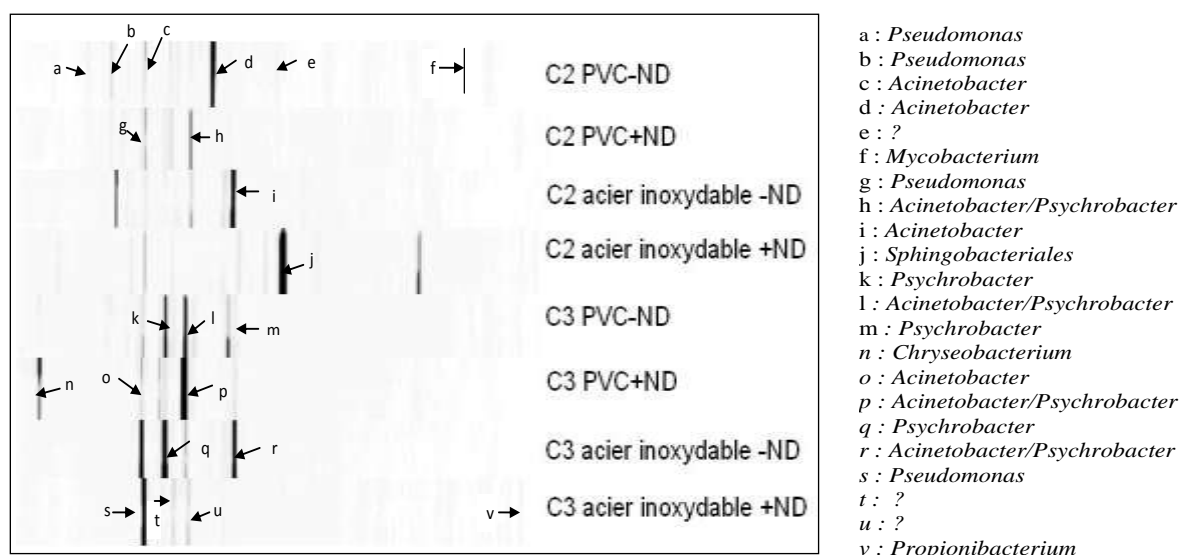 a b c d e f C2 PVC-ND
g h C2 PVC+ND
i C2 acier inoxydable -ND
j C2 acier inoxydable +ND
k l m C3 PVC-ND
n o p C3 PVC+ND
q r C3 acier inoxydable -ND
s t u v C3 acier inoxydable +ND
a : Pseudomonas
b : Pseudomonas
c : Acinetobacter
d : Acinetobacter
e : ?
f : Mycobacterium
g : Pseudomonas
h : Acinetobacter/Psychrobacter
i : Acinetobacter
j : Sphingobacteriales
k : Psychrobacter
l : Acinetobacter/Psychrobacter
m : Psychrobacter
n : Chryseobacterium
o : Acinetobacter
p : Acinetobacter/Psychrobacter
q : Psychrobacter
r : Acinetobacter/Psychrobacter
s : Pseudomonas
t : ?
u : ?
v : Propionibacterium